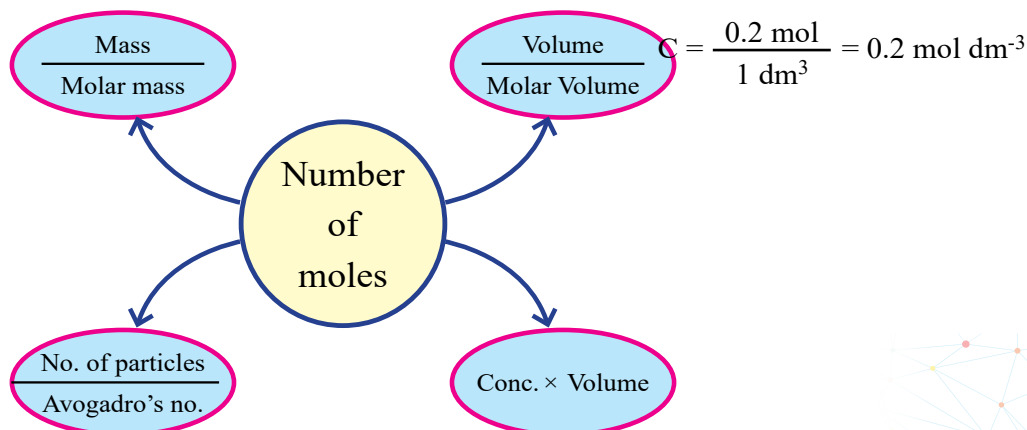 Mass
Molar mass
Volume
Molar Volume
C = 0.2 mol / 1 dm³ = 0.2 mol dm⁻³
Number
of
moles
No. of particles
Avogadro’s no.
Conc. × Volume